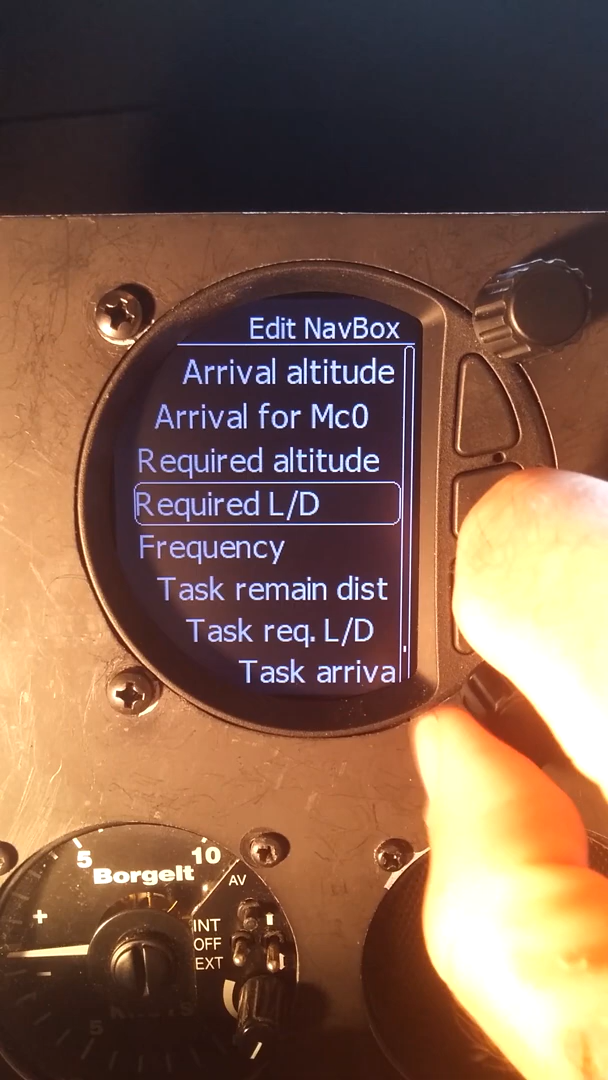 Edit NavBox
Arrival altitude
Arrival for Mc0
Required altitude
Required L/D
Frequency
Task remain dist
Task req. L/D
Task arriva
5
10
Borgelt
AV
+
INT
OFF
EXT
-
5